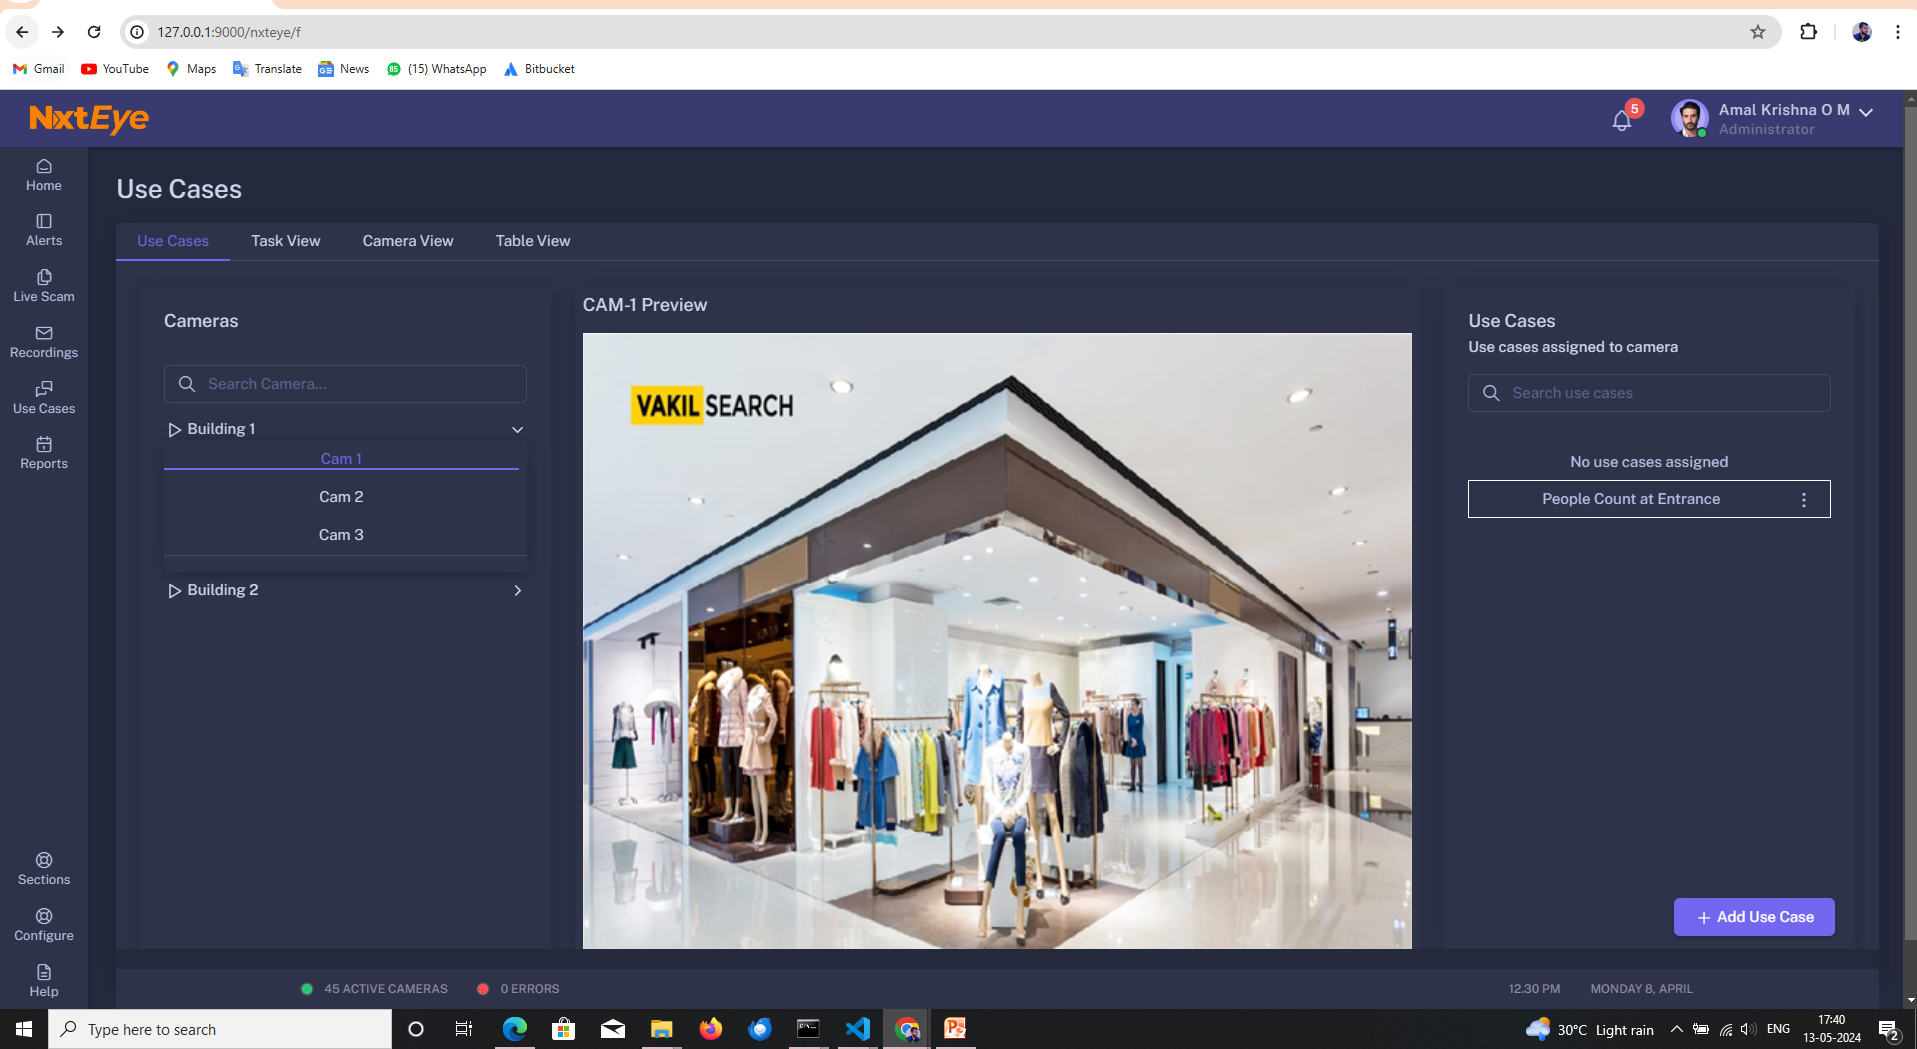 127.0.0.1:9000/nxteye/f
Gmail YouTube Maps Translate News (15) WhatsApp Bitbucket
NxtEye
5
Amal Krishna O M
Administrator
Home
Alerts
Live Scam
Recordings
Use Cases
Reports
Sections
Configure
Help
Use Cases
Use Cases Task View Camera View Table View
Cameras
Search Camera...
Building 1
Cam 1
Cam 2
Cam 3
Building 2
CAM-1 Preview
VAKIL SEARCH
Use Cases
Use cases assigned to camera
Search use cases
No use cases assigned
People Count at Entrance
+ Add Use Case
45 ACTIVE CAMERAS 0 ERRORS 12.30 PM MONDAY 8, APRIL
Type here to search
30°C Light rain
ENG
17:40
13-05-2024
2